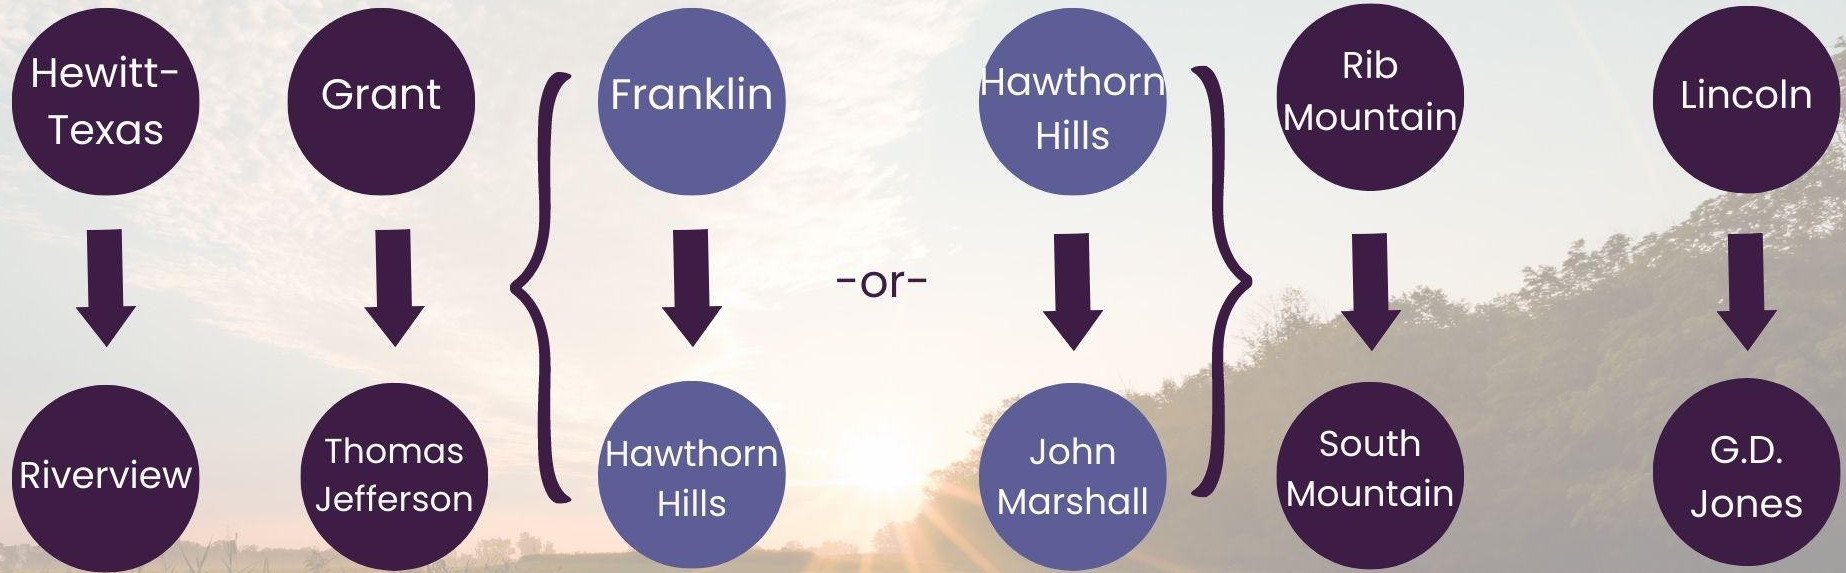 Hewitt-
Texas
Grant
Franklin
Hawthorn
Hills
Rib
Mountain
Lincoln
-or-
Riverview
Thomas
Jefferson
Hawthorn
Hills
John
Marshall
South
Mountain
G.D.
Jones